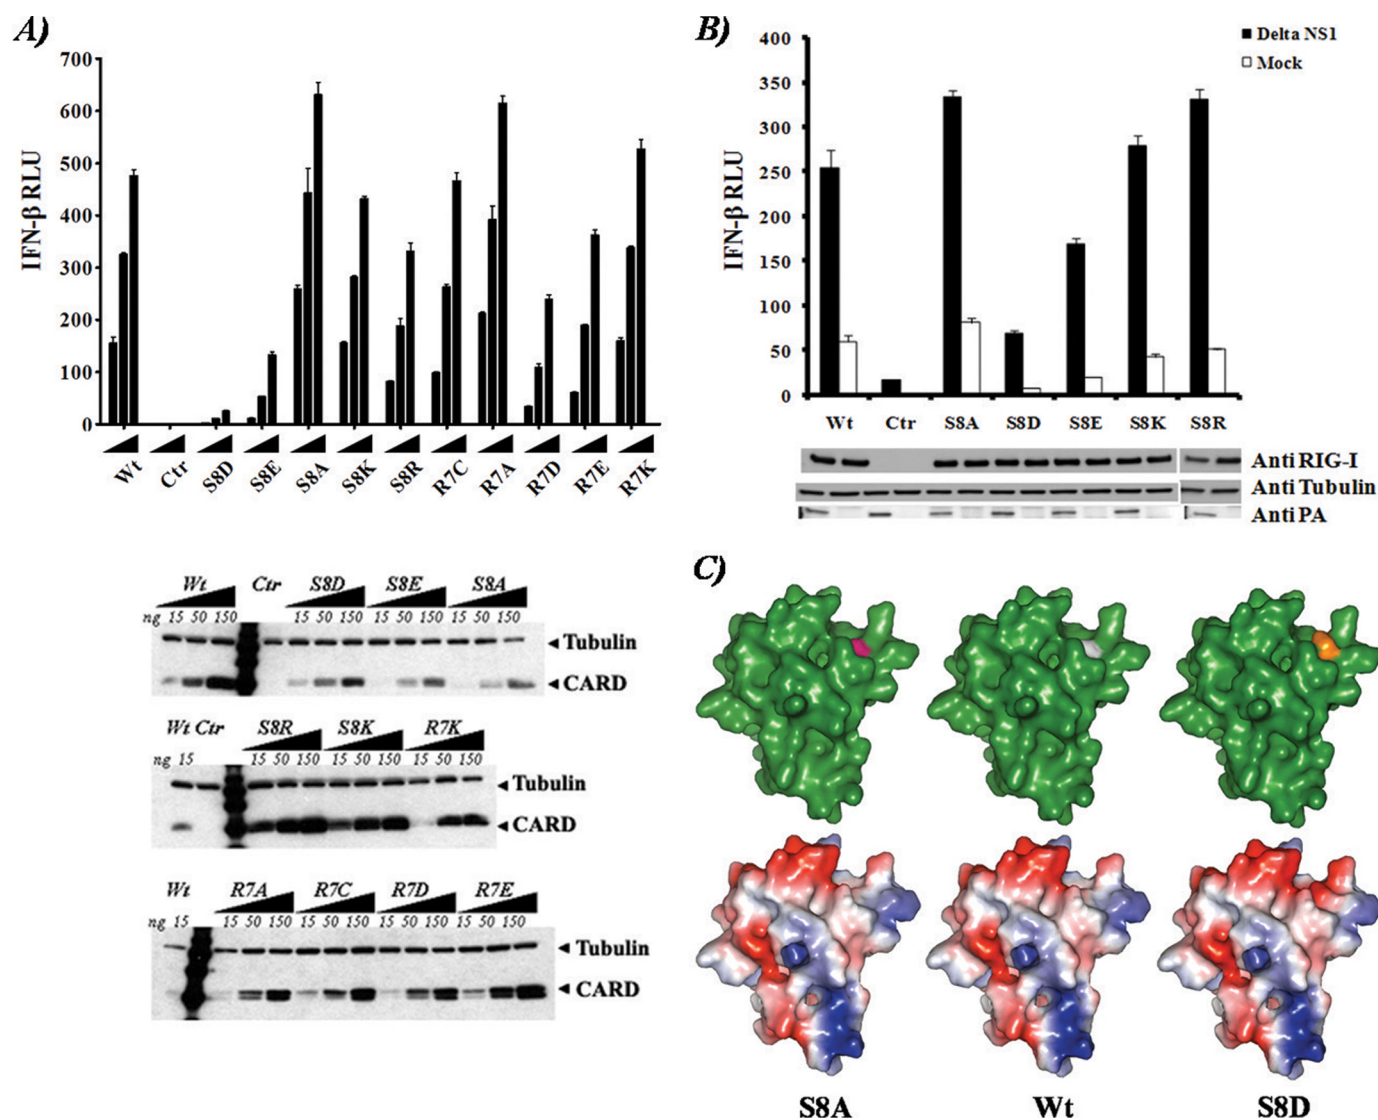 A)
IFN-β RLU
700
600
500
400
300
200
100
0
Wt Ctr S8D S8E S8A S8K S8R R7C R7A R7D R7E R7K
B)
Delta NS1
Mock
IFN-β RLU
400
350
300
250
200
150
100
50
0
Wt Ctr S8A S8D S8E S8K S8R
Anti RIG-I
Anti Tubulin
Anti PA
Wt Ctr S8D S8E S8A
ng 15 50 150 15 50 150 15 50 150 15 50 150
Tubulin
CARD
Wt Ctr S8R S8K R7K
ng 15 15 50 150 15 50 150 15 50 150
Tubulin
CARD
Wt R7A R7C R7D R7E
ng 15 15 50 150 15 50 150 15 50 150 15 50 150
Tubulin
CARD
C)
S8A Wt S8D